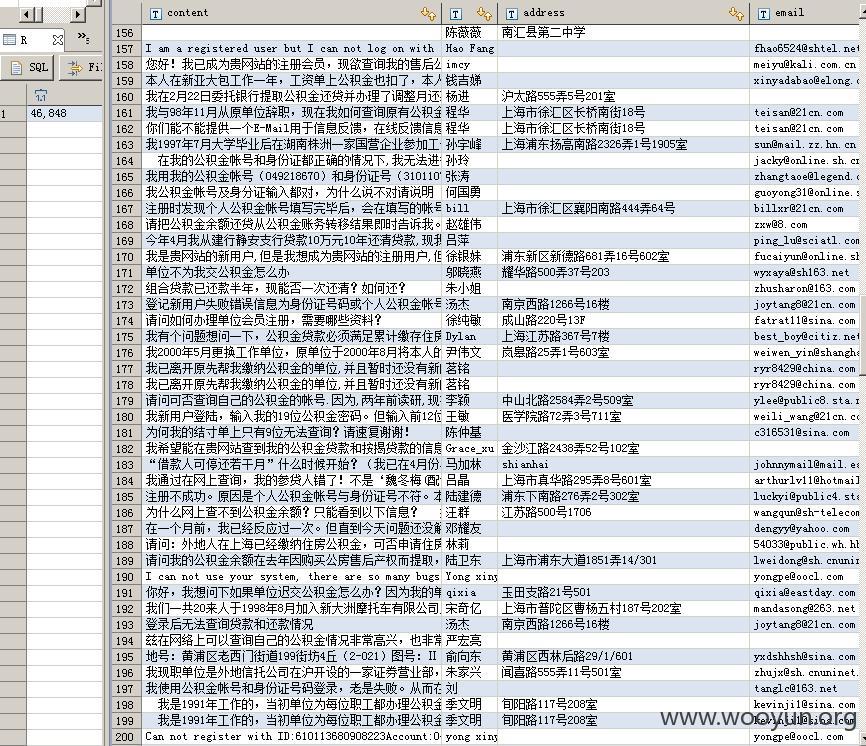 content address email
R
SQL
1 46,848
156 陈薇薇 南汇县第二中学
157 I am a registered user but I can not log on with Hao Fang fhao6524@shtel.net
158 您好！我已成为贵网站的注册会员，现欲查询我的售后公 imcy meiyu@kali.com.cn
159 本人在新亚大包工作一年，工资单上公积金也扣了，本人 钱吉娣 xinyadabao@elong.
160 我在2月22日委托银行提取公积金还贷并办理了调整月还 杨进 沪太路555弄5号201室
161 我与98年11月从原单位辞职，现在我如何查询原有公积金 程华 上海市徐汇区长桥南街18号 teisan@21cn.com
162 你们能不能提供一个E-Mail用于信息反馈，在线反馈信息 程华 上海市徐汇区长桥南街18号 teisan@21cn.com
163 我1997年7月大学毕业后在湖南株洲一家国营企业参加工 孙宇峰 上海浦东扬高南路2326弄1号1905室 sun@mail.zz.hn.cn
164 在我的公积金帐号和身份证都正确的情况下,我无法进 孙玲 jacky@online.sh.c
165 我用我的公积金帐号（049218670）和身份证号（310110 张涛 zhangtao@legend.c
166 我公积金帐号及身分证输入都对，为什么说不对请说明 何国勇 guoyong31@online.s
167 注册时发现个人公积金帐号填写完毕后，会在填写的帐号 bill 上海市徐汇区襄阳南路444弄64号 billxr@21cn.com
168 请把公积金余额还贷从公积金账务转移结果即时告诉我。 赵雄伟 zxw@8.com
169 今年4月我从建行静安支行贷款10万元10年还清贷款,现我 吕萍 ping_lu@sciatl.com
170 我是贵网站的新用户,但是我想成为贵网站的注册用户,但 徐银妹 浦东新区新德路681弄16号602室 fucaiyun@online.sh
171 单位不为我交公积金怎么办 邬晓燕 耀华路500弄37号203 wyxaya@sh163.net
172 组合贷款已还款半年，现能否一次还清？如何还？ 朱小姐 zhusharon@163.com
173 登记新用户失败错误信息为身份证号码或个人公积金帐号 汤杰 南京西路1266号16楼 joytang8@21cn.com
174 请问如何办理单位会员注册，需要哪些资料？ 徐纯敏 成山路220号13F fatrat11@sina.com
175 我有个问题想问一下，公积金贷款必须满足累计缴存住房 Dylan 上海江苏路367号7楼 best_boy@citiz.net
176 我2000年5月更换工作单位，原单位于2000年8月将本人的 尹伟文 岚皋路25弄1号603室 weiwen_yin@shangha
177 我已离开原先帮我缴纳公积金的单位,并且暂时还没有新 茗铭 ryr8429@china.com
178 我已离开原先帮我缴纳公积金的单位,并且暂时还没有新 茗铭 ryr8429@china.com
179 请问可否查询自己公积金的帐号.因为,两年前读研,现 李颖 中山北路2584弄2号509室 ylee@public8.sta.n
180 我新用户登陆，输入我的19位公积金密码。但输入前12位 王敏 医学院路72弄3号711室 weili_wang@21cn.co
181 为何我的结寸单上只有9位无法查询？请速复谢谢！ 陈仲基 c316531@sina.com
182 我希望能在贵网站查到我的公积金贷款和按揭贷款的信息 Grace_xu 金沙江路2438弄52号102室
183 “借款人可停还若干月”什么时候开始？（我已在4月份 马加林 shianhai johnnymail@mail.ea
184 我通过在网上查询，我的参贷人错了！不是‘魏冬梅 吕晶 上海市真华路295弄8号601室 arthurlv11@hotmail
185 注册不成功。原因是个人公积金帐号与身份证号不符。本 陆建德 浦东下南路276弄2号302室 luckyi@public4.sta
186 为什么网上查不到公积金余额？只能看到以下信息？ 汪群 江苏路500号1706 wangqun@sh-telecom
187 在一个月前，我已经反应过一次。但直到今天问题还没解 邓耀友 dengyy@yahoo.com
188 请问：外地人在上海已经缴纳住房公积金，可否申请住房 林莉 54033@public.wh.hb
189 请问我的公积金余额在去年因购买公房售后产权而提取， 陆卫东 上海市浦东大道1851弄14/301 lweidong@sh.cnunin
190 I can not use your system, there are so many bugs Yong xiny yongpe@oocl.com
191 你好，我想问下如果单位迟交公积金怎么办？因为我的单 qixia 玉田支路21号501 qixia@eastday.com
192 我们一共20来人于1998年8月加入新大洲摩托车有限公司 宋奇亿 上海市普陀区曹杨五村187号202室 mandasong@263.net
193 登录后无法查询贷款和还款情况 汤杰 南京西路1266号16楼 joytang8@21cn.com
194 兹在网络上可以查询自己的公积金情况非常高兴，也非常 严宏亮
195 地号：黄浦区老西门街道199街坊4丘（2-021）图号：II 俞向东 黄浦区西林后路29/1/601 yxdshhsh@sina.com
196 我现职单位是外地信托公司在沪开设的一家证券营业部， 朱家兴 闻喜路555弄11号501室 zhujx@sh.cnuninet.
197 我使用公积金帐号和身份证号码登录，老是失败。从而在 刘 tanglc@163.net
198 我是1991年工作的，当初单位为每位职工都办理公积金 季文明 旬阳路117号208室 kevinji1@sina.com
199 我是1991年工作的，当初单位为每位职工都办理公积金 季文明 旬阳路117号208室 kevinji1@sina.com
200 Can not register with ID:610113680908223Account:0 yong xiny yongpe@oocl.com
www.wooyun.org